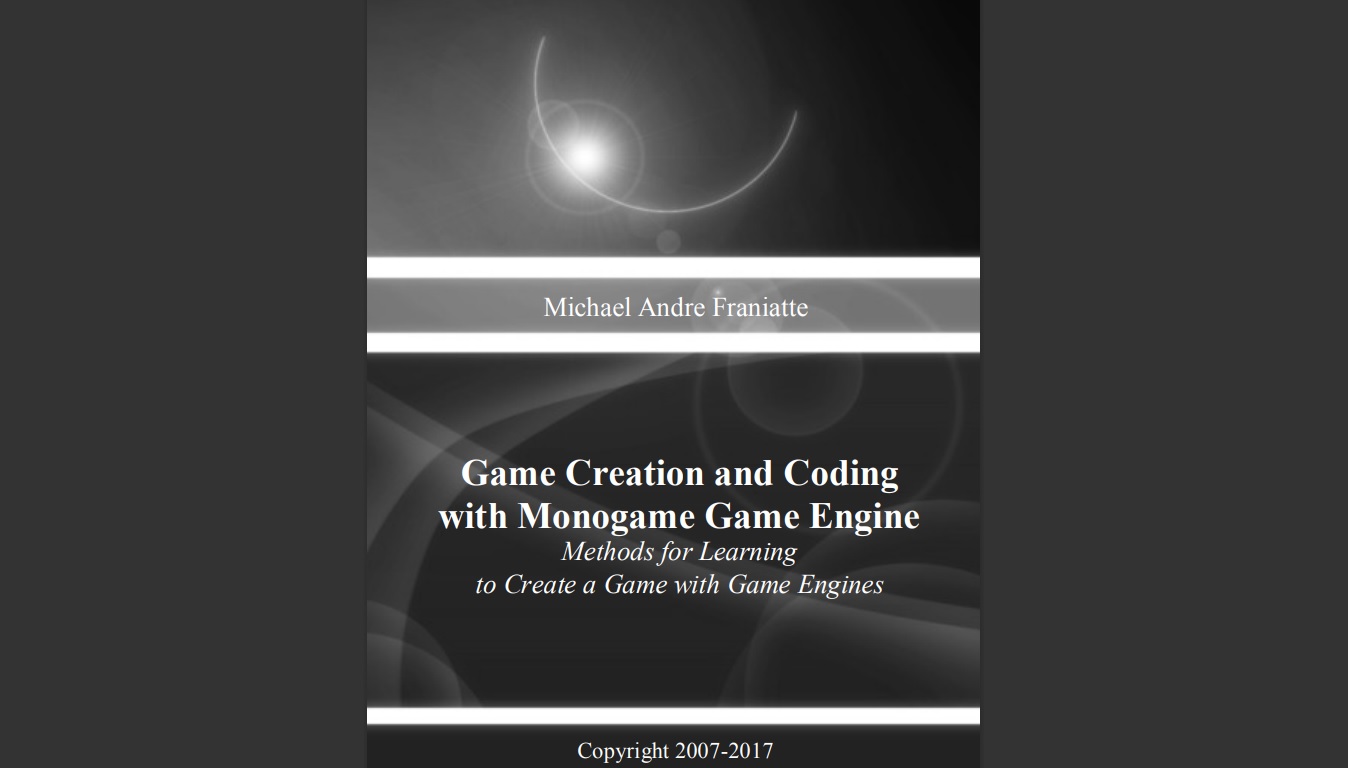 Michael Andre Franiatte
Game Creation and Coding
with Monogame Game Engine
Methods for Learning
to Create a Game with Game Engines
Copyright 2007-2017